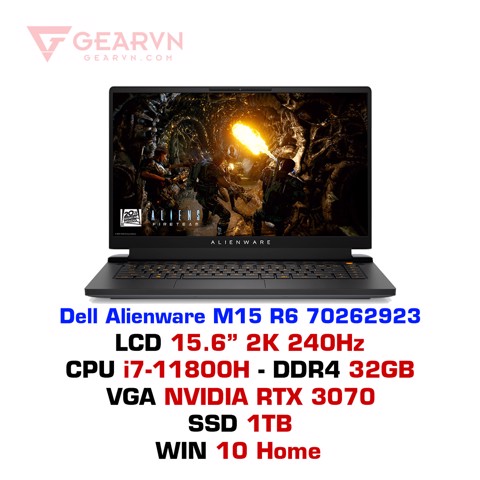 GEARVN
GEARVN.COM
ALIENS
FIRETEAM
ALIENWARE
Dell Alienware M15 R6 70262923
LCD 15.6” 2K 240Hz
CPU i7-11800H - DDR4 32GB
VGA NVIDIA RTX 3070
SSD 1TB
WIN 10 Home